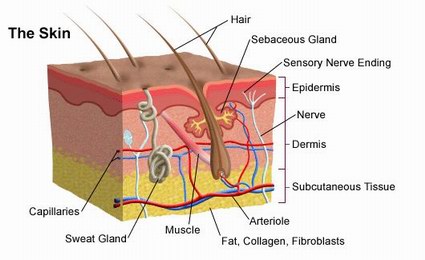 Hair
The Skin
Sebaceous Gland
Sensory Nerve Ending
Epidermis
Nerve
Dermis
Subcutaneous Tissue
Capillaries
Arteriole
Muscle
Sweat Gland
Fat, Collagen, Fibroblasts